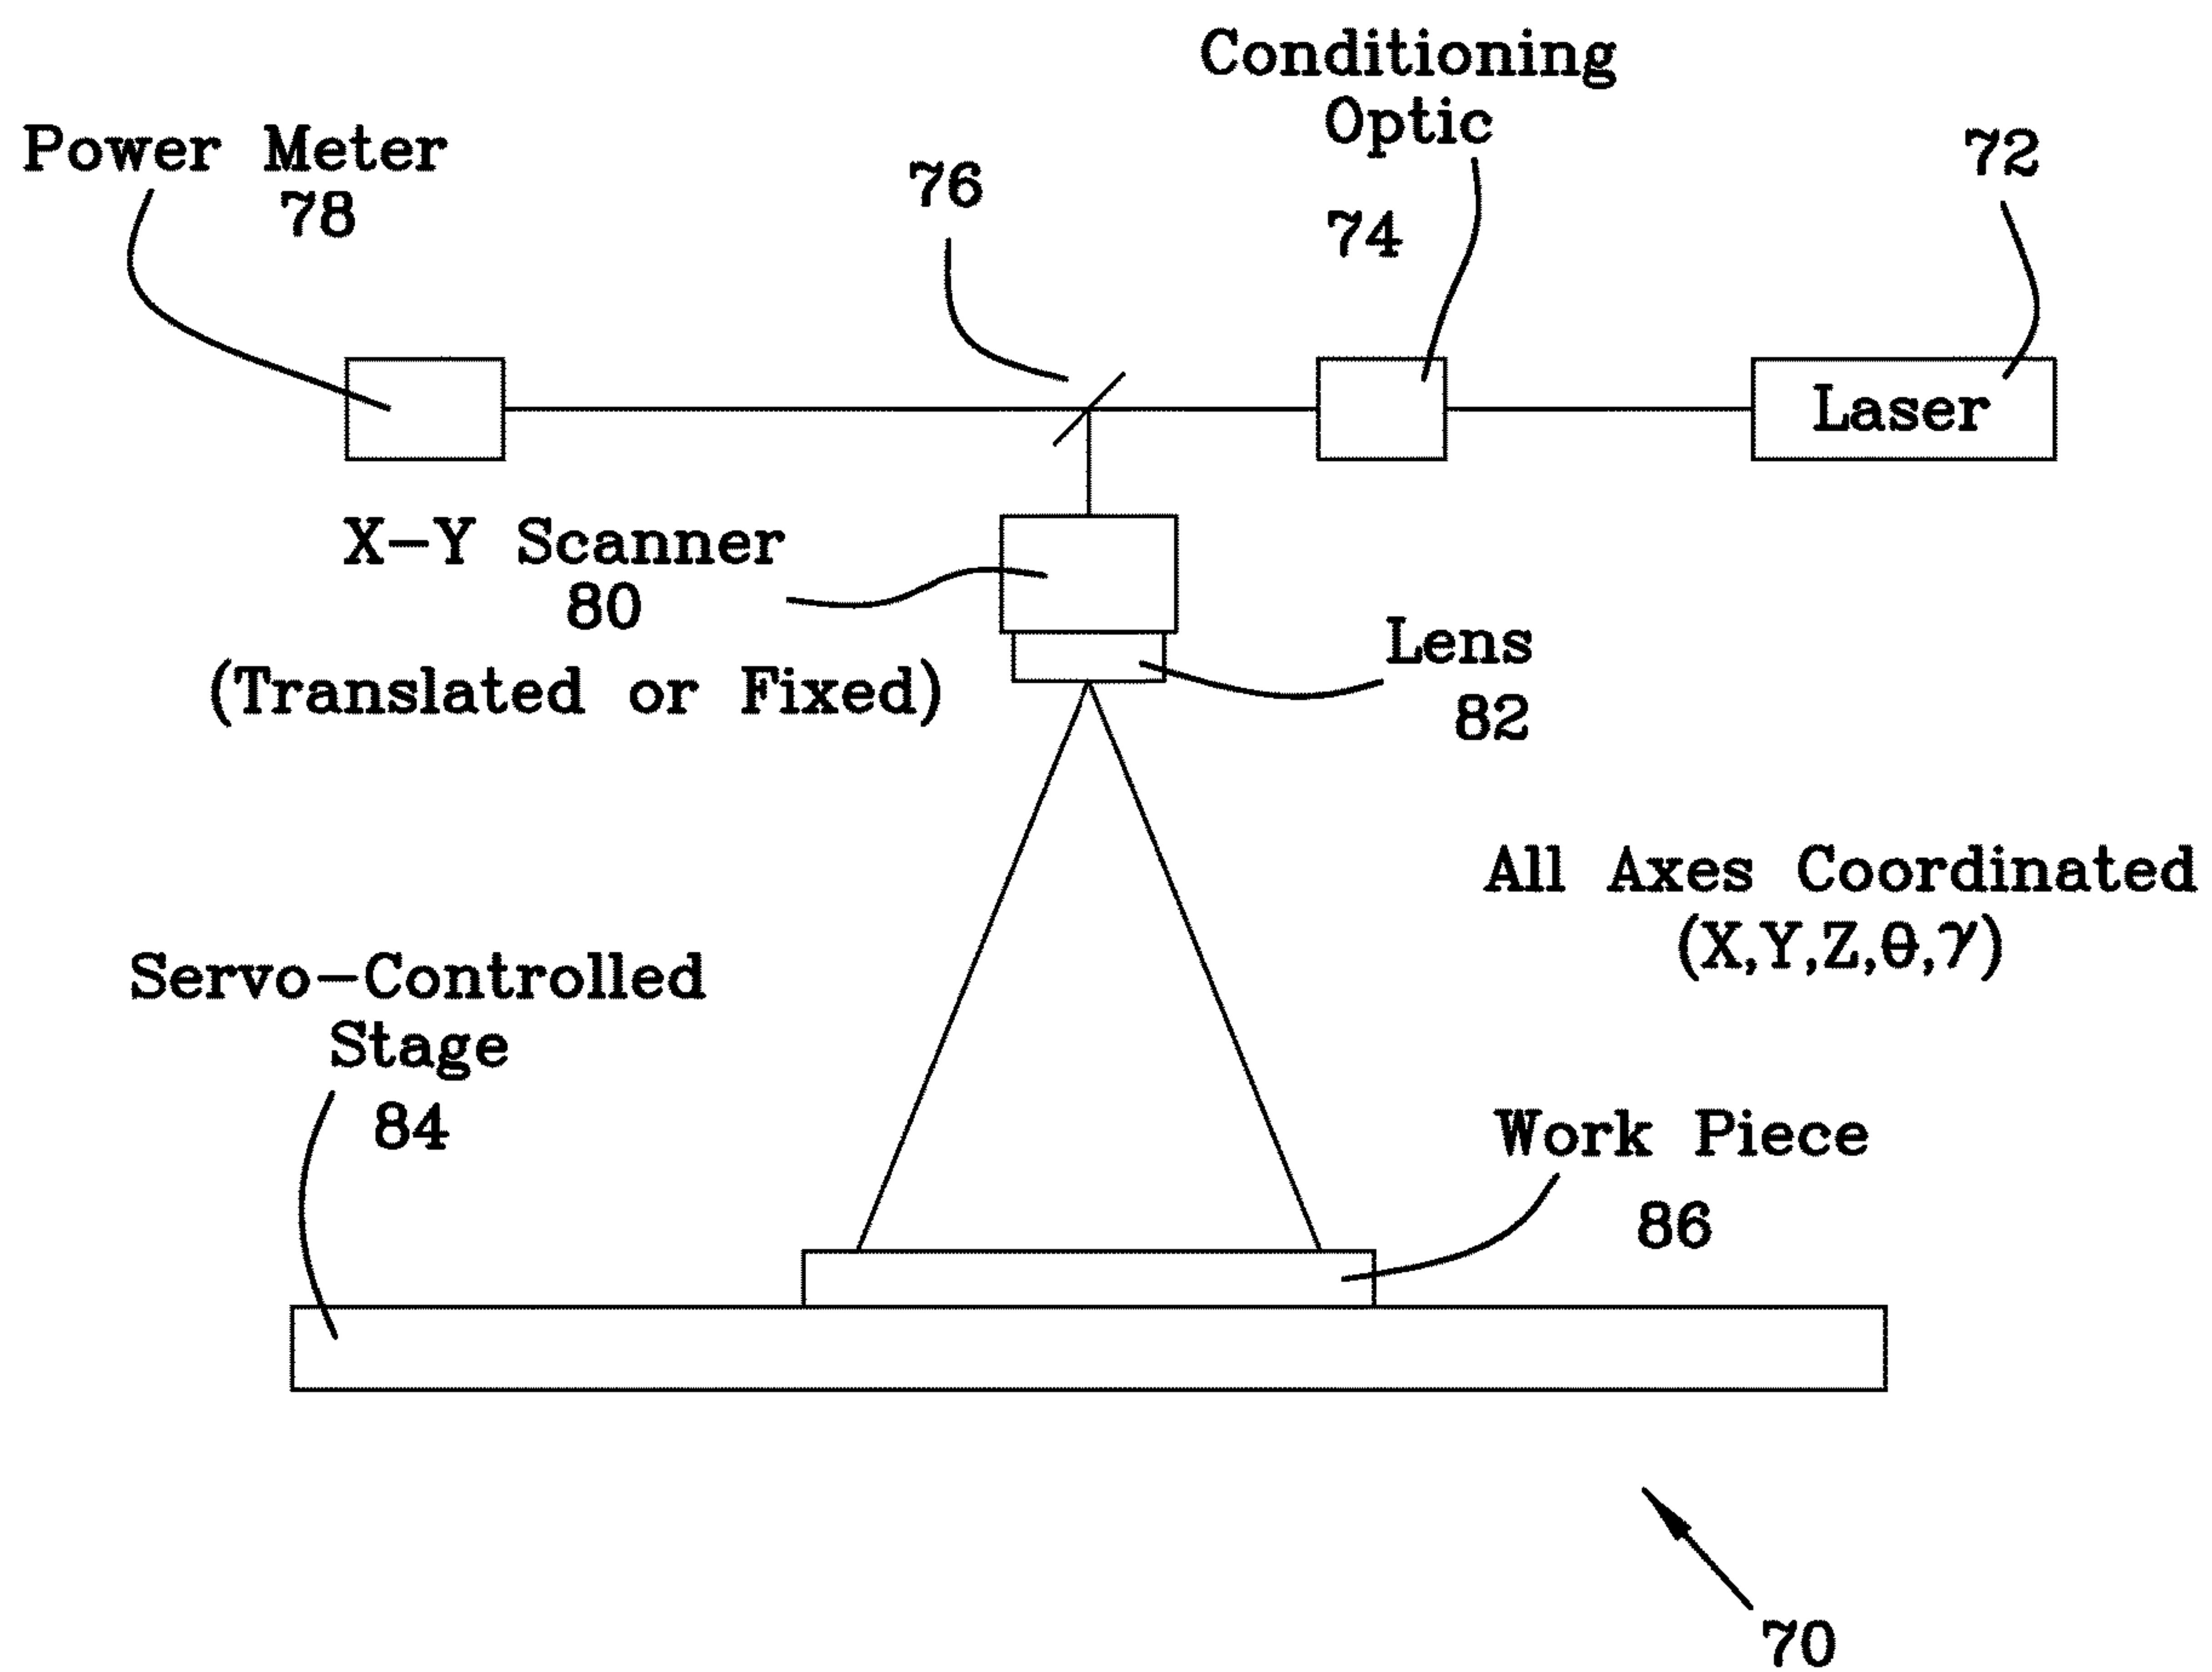 Conditioning
Optic
74
72
Power Meter
78
76
Laser
X-Y Scanner
80
(Translated or Fixed)
Lens
82
All Axes Coordinated
(X,Y,Z,θ,γ)
Servo-Controlled
Stage
84
Work Piece
86
70